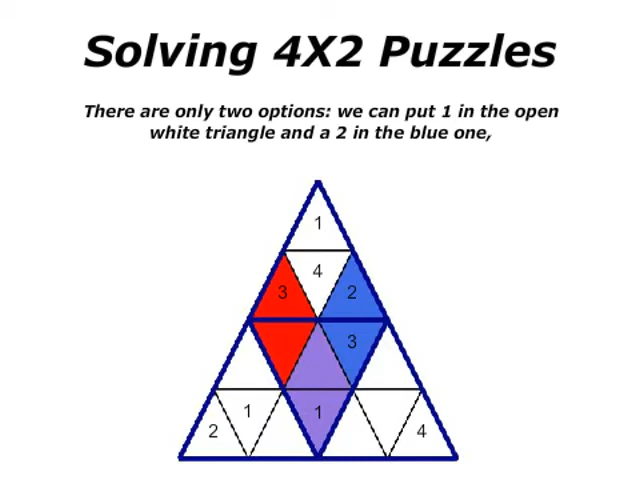 Solving 4X2 Puzzles
There are only two options: we can put 1 in the open
white triangle and a 2 in the blue one,
1
4
3 2
3
1 1
2 4